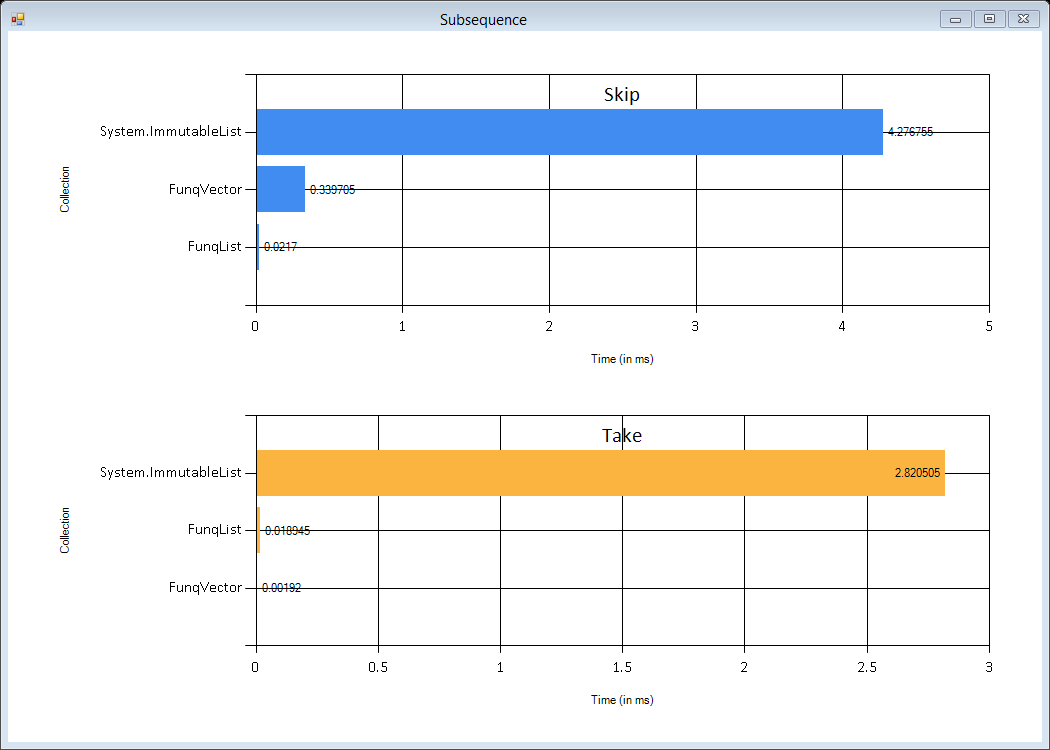 Subsequence
Skip
System.ImmutableList
4.276755
FunqVector
0.339705
FunqList
0.0217
Collection
0 1 2 3 4 5
Time (in ms)
Take
System.ImmutableList
2.820505
FunqList
0.018945
FunqVector
0.00192
Collection
0 0.5 1 1.5 2 2.5 3
Time (in ms)